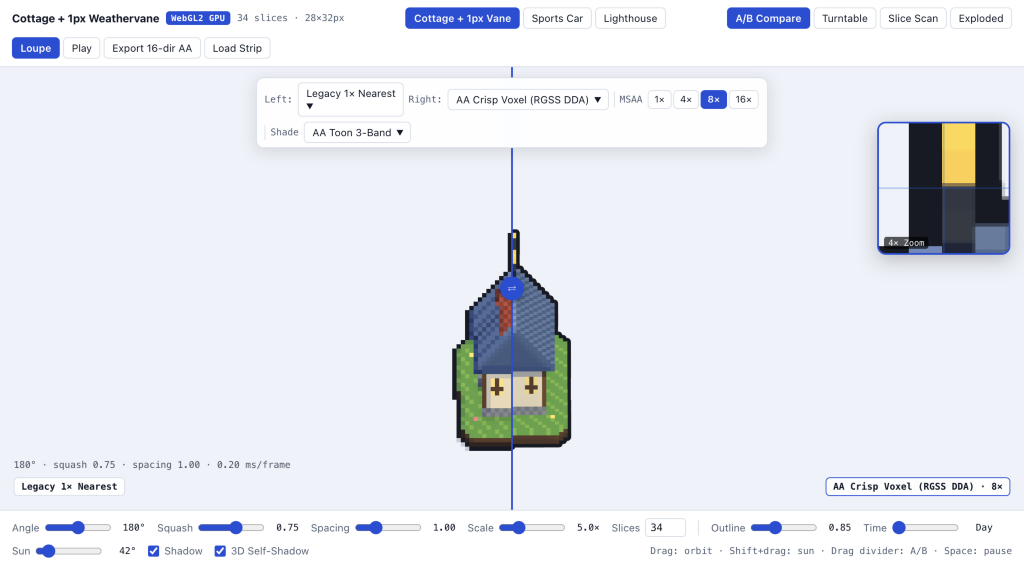 Cottage + 1px Weathervane WebGL2 GPU 34 slices · 28×32px Cottage + 1px Vane Sports Car Lighthouse A/B Compare Turntable Slice Scan Exploded
Loupe Play Export 16-dir AA Load Strip
Left: Legacy 1× Nearest ▼ Right: AA Crisp Voxel (RGSS DDA) ▼ MSAA 1× 4× 8× 16×
Shade AA Toon 3-Band ▼
4× Zoom
⇄
180° · squash 0.75 · spacing 1.00 · 0.20 ms/frame
Legacy 1× Nearest AA Crisp Voxel (RGSS DDA) · 8×
Angle 180° Squash 0.75 Spacing 1.00 Scale 5.0× Slices 34 Outline 0.85 Time Day
Sun 42° Shadow 3D Self-Shadow Drag: orbit · Shift+drag: sun · Drag divider: A/B · Space: pause